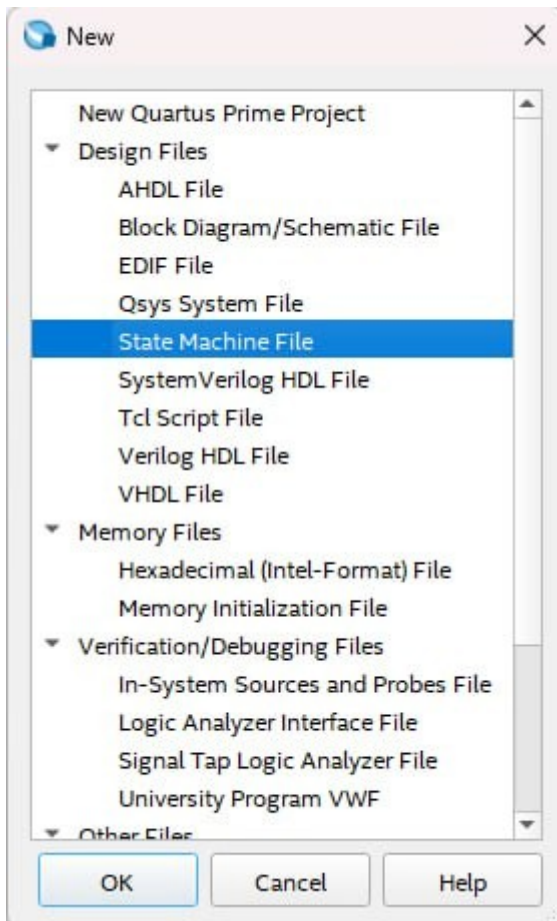 New
New Quartus Prime Project
Design Files
AHDL File
Block Diagram/Schematic File
EDIF File
Qsys System File
State Machine File
SystemVerilog HDL File
Tcl Script File
Verilog HDL File
VHDL File
Memory Files
Hexadecimal (Intel-Format) File
Memory Initialization File
Verification/Debugging Files
In-System Sources and Probes File
Logic Analyzer Interface File
Signal Tap Logic Analyzer File
University Program VWF
Other Files
OK Cancel Help